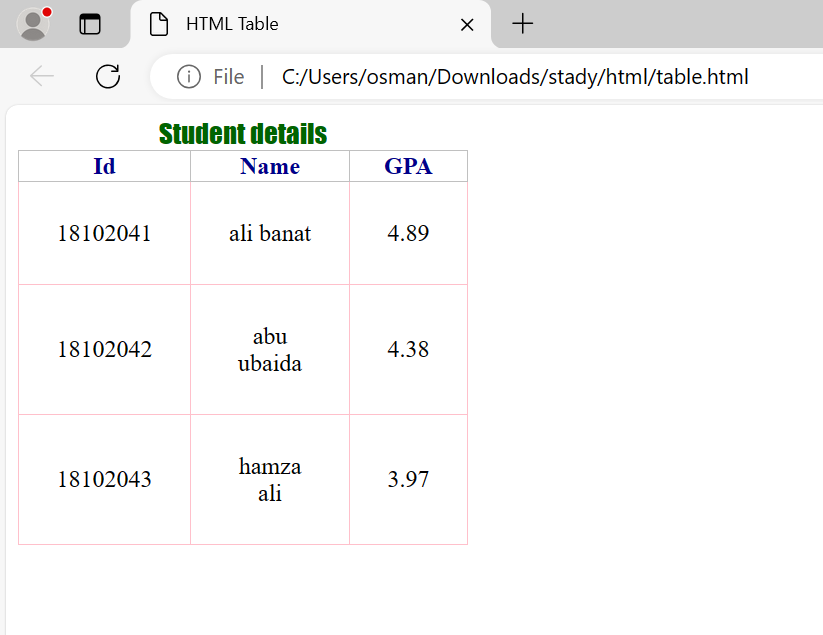 HTML Table
File | C:/Users/osman/Downloads/stady/html/table.html
Student details
Id Name GPA
18102041 ali banat 4.89
18102042 abu ubaida 4.38
18102043 hamza ali 3.97